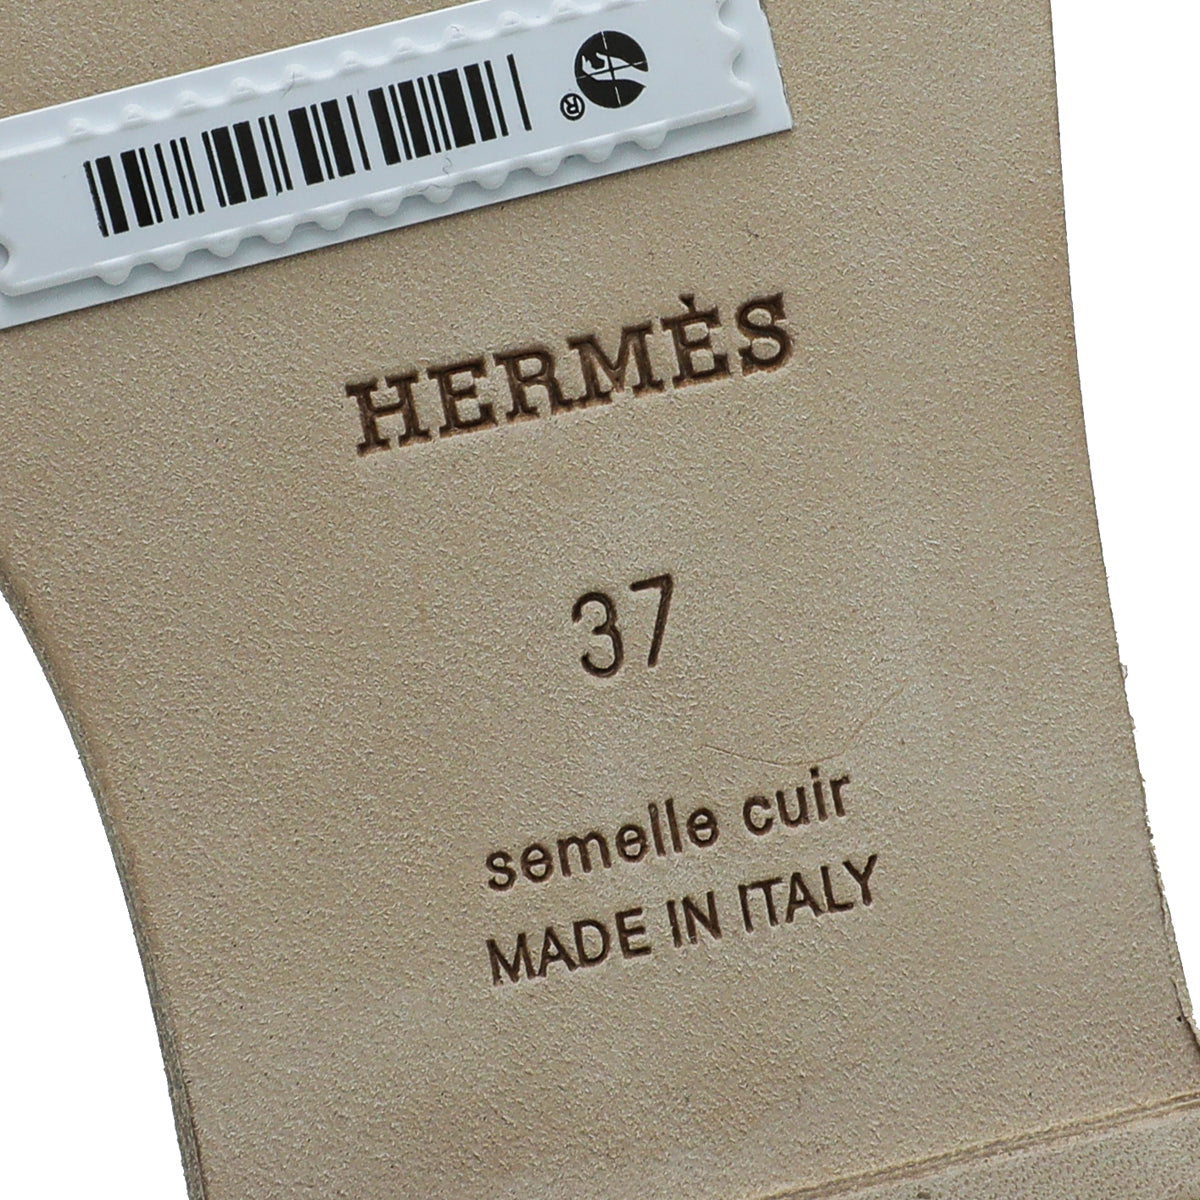 ®
HERMÈS
37
semelle cuir
MADE IN ITALY